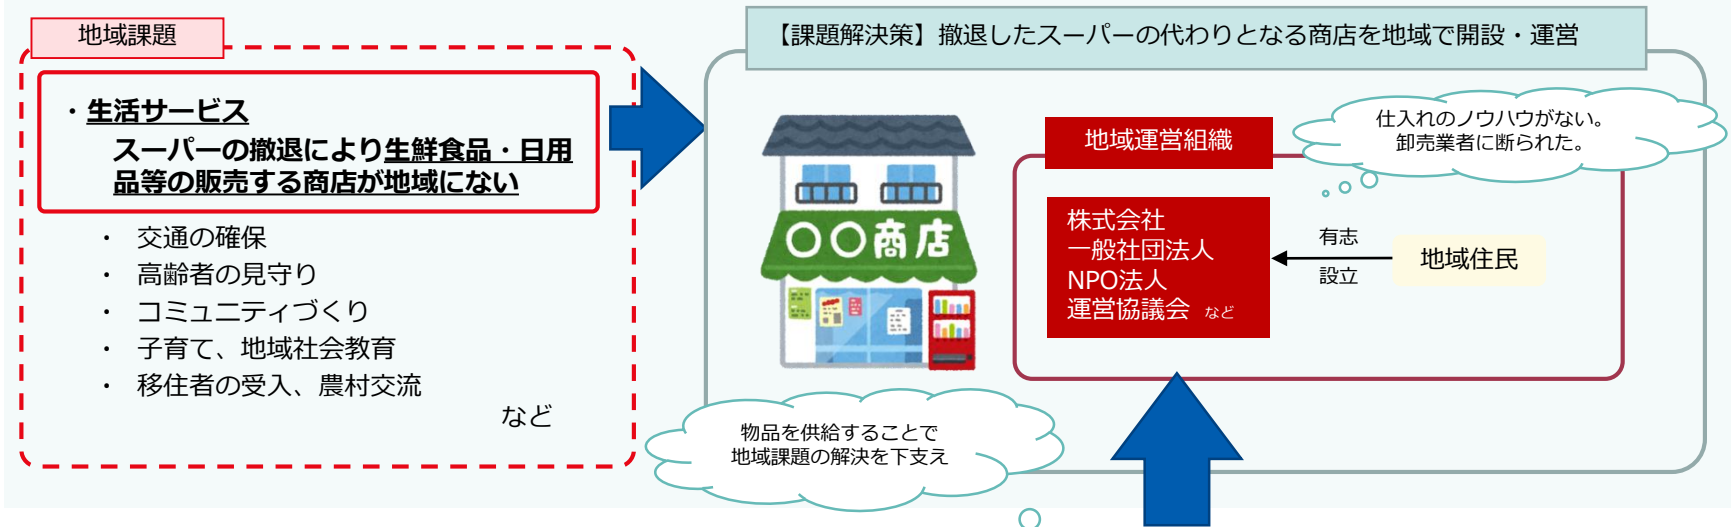 地域課題
・生活サービス
スーパーの撤退により生鮮食品・日用
品等の販売する商店が地域にない
・ 交通の確保
・ 高齢者の見守り
・ コミュニティづくり
・ 子育て、地域社会教育
・ 移住者の受入、農村交流
など
【課題解決策】撤退したスーパーの代わりとなる商店を地域で開設・運営
〇〇商店
仕入れのノウハウがない。
卸売業者に断られた。
地域運営組織
株式会社
一般社団法人
NPO法人
運営協議会 など
有志
設立
地域住民
物品を供給することで
地域課題の解決を下支え